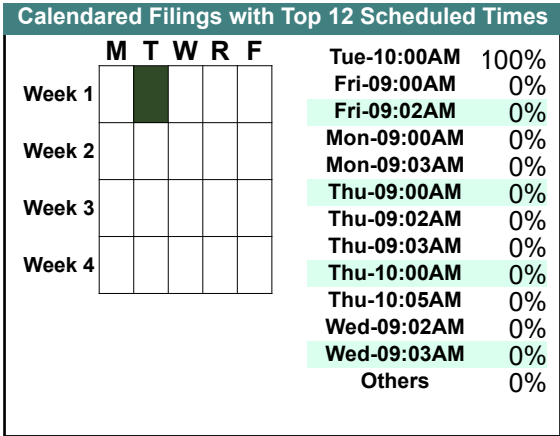 Calendared Filings with Top 12 Scheduled Times
M T W R F
Week 1
Week 2
Week 3
Week 4
Tue-10:00AM 100%
Fri-09:00AM 0%
Fri-09:02AM 0%
Mon-09:00AM 0%
Mon-09:03AM 0%
Thu-09:00AM 0%
Thu-09:02AM 0%
Thu-09:03AM 0%
Thu-10:00AM 0%
Thu-10:05AM 0%
Wed-09:02AM 0%
Wed-09:03AM 0%
Others 0%